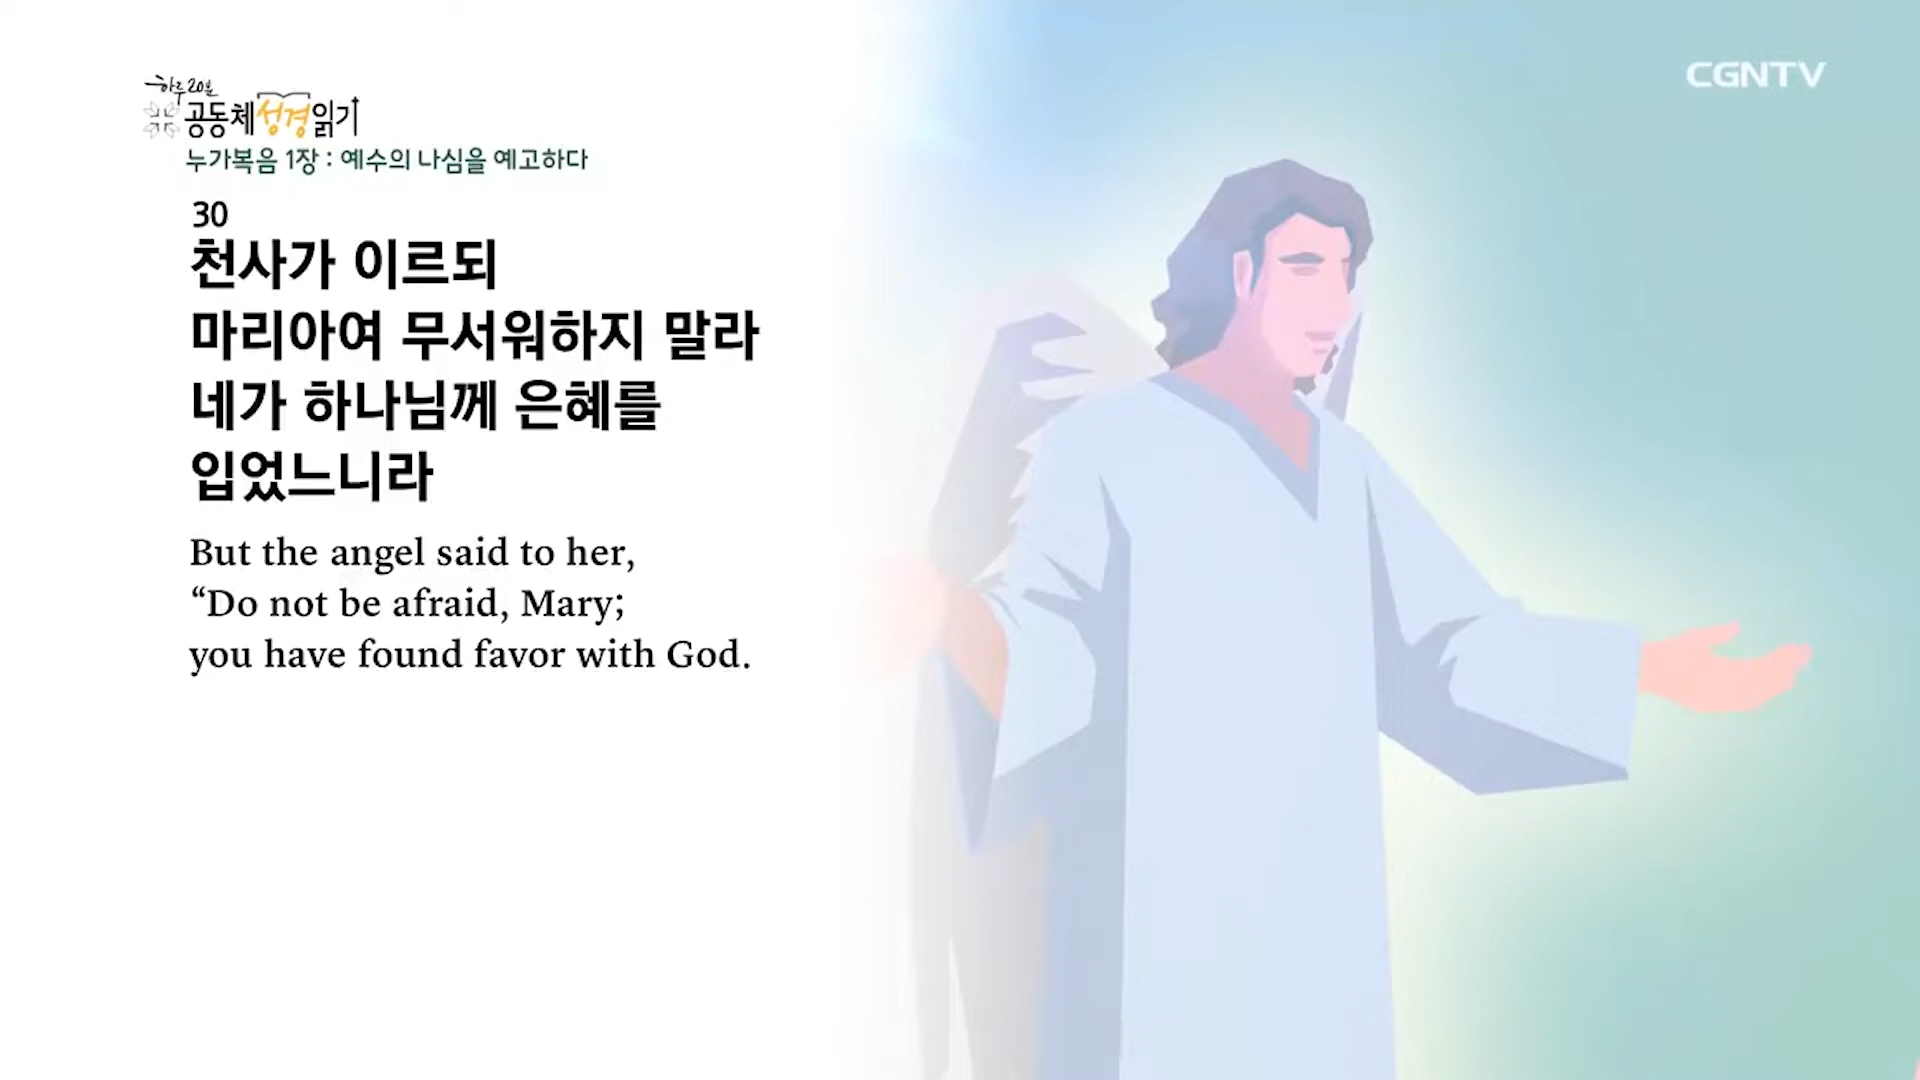 하루 20분
공동체성경읽기
CGNTV
누가복음 1장 : 예수의 나심을 예고하다
30
천사가 이르되
마리아여 무서워하지 말라
네가 하나님께 은혜를
입었느니라
But the angel said to her,
“Do not be afraid, Mary;
you have found favor with God.